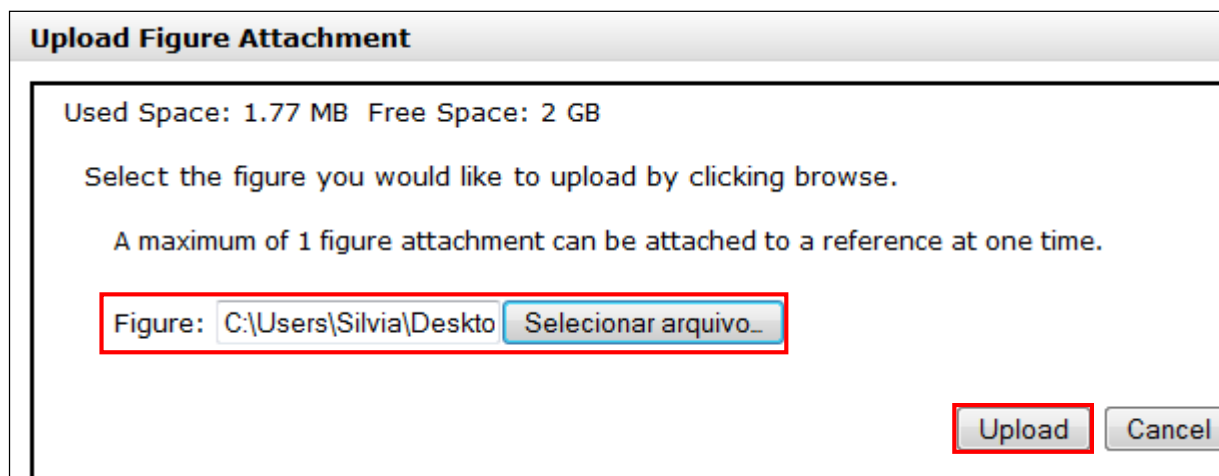 Upload Figure Attachment
Used Space: 1.77 MB Free Space: 2 GB
Select the figure you would like to upload by clicking browse.
A maximum of 1 figure attachment can be attached to a reference at one time.
Figure: C:\Users\Silvia\Deskto Selecionar arquivo...
Upload Cancel